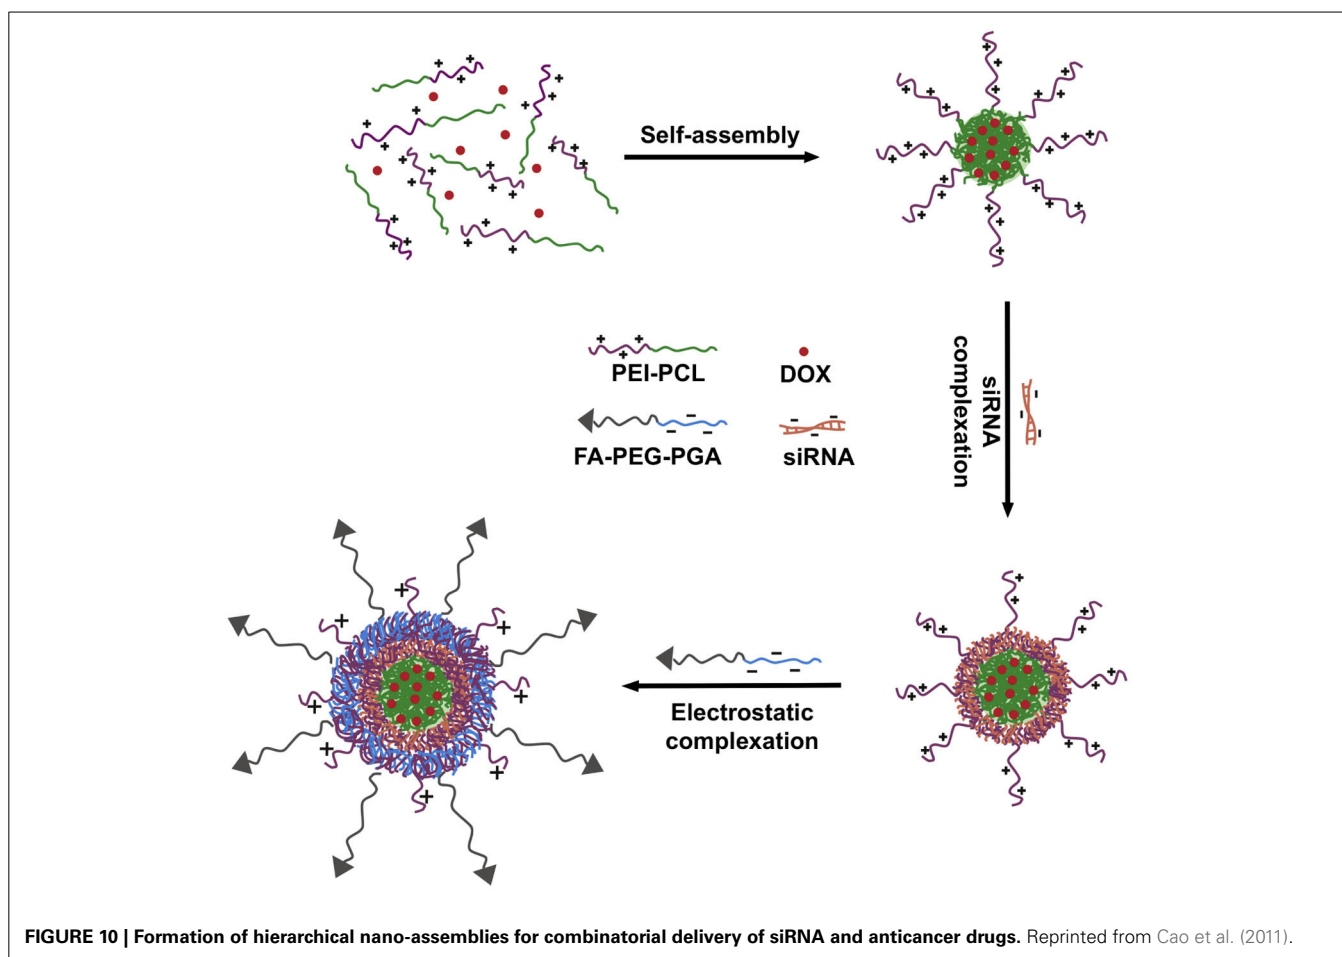 Self-assembly
siRNA
complexation
PEI-PCL
DOX
FA-PEG-PGA
siRNA
Electrostatic
complexation
FIGURE 10 | Formation of hierarchical nano-assemblies for combinatorial delivery of siRNA and anticancer drugs. Reprinted from Cao et al. (2011).